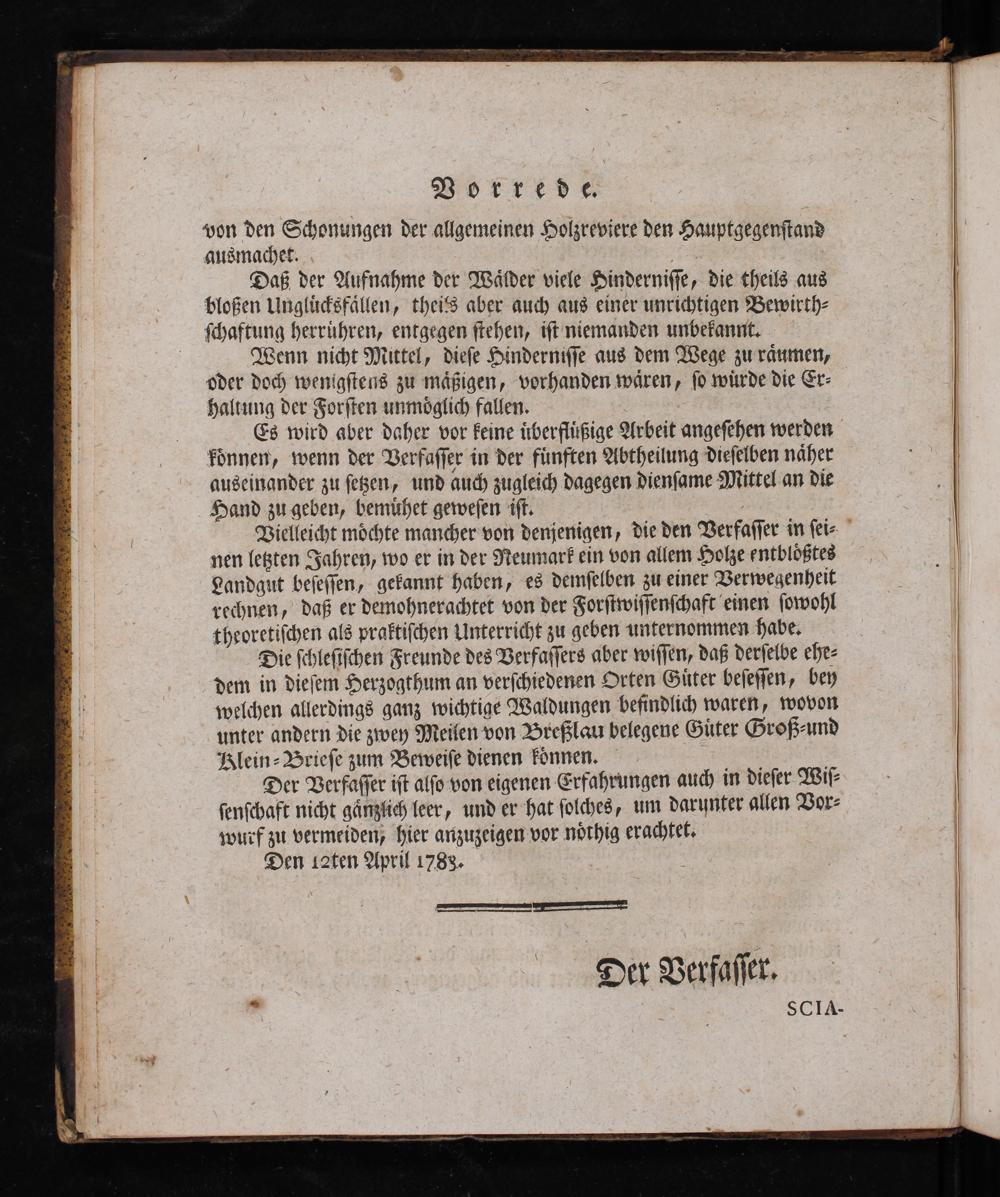 Vorrede.
von den Schonungen der allgemeinen Holzreviere den Hauptgegenstand
ausmachet.
Daß der Aufnahme der Wälder viele Hindernisse, die theils aus
bloßen Unglücksfällen, theils aber auch aus einer unrichtigen Bewirth-
schaftung herrühren, entgegen stehen, ist niemanden unbekannt.
Wenn nicht Mittel, diese Hindernisse aus dem Wege zu räumen,
oder doch wenigstens zu mäßigen, vorhanden wären, so würde die Er-
haltung der Forsten unmöglich fallen.
Es wird aber daher vor keine überflüßige Arbeit angesehen werden
können, wenn der Verfasser in der fünften Abtheilung dieselben näher
auseinander zu setzen, und auch zugleich dagegen diensame Mittel an die
Hand zu geben, bemühet gewesen ist.
Vielleicht möchte mancher von denjenigen, die den Verfasser in sei-
nen letzten Jahren, wo er in der Neumark ein von allem Holze entblößtes
Landgut besessen, gekannt haben, es demselben zu einer Verwegenheit
rechnen, daß er demohnerachtet von der Forstwissenschaft einen sowohl
theoretischen als praktischen Unterricht zu geben unternommen habe.
Die schlesischen Freunde des Verfassers aber wissen, daß derselbe ehe-
dem in diesem Herzogthum an verschiedenen Orten Güter besessen, bey
welchen allerdings ganz wichtige Waldungen befindlich waren, wovon
unter andern die zwey Meilen von Breßlau belegene Güter Groß-und
Klein-Briese zum Beweise dienen können.
Der Verfasser ist also von eigenen Erfahrungen auch in dieser Wis-
senschaft nicht gänzlich leer, und er hat solches, um darunter allen Vor-
wurf zu vermeiden, hier anzuzeigen vor nöthig erachtet.
Den 12ten April 1783.
Der Verfasser.
SCIA-